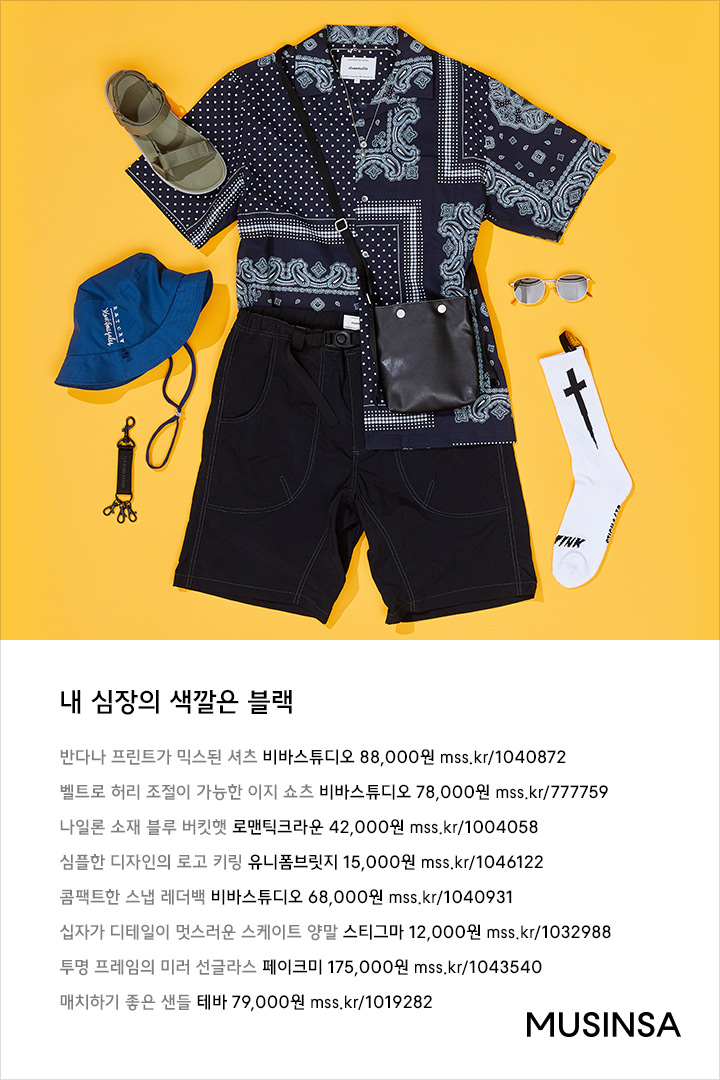 vivastudio
RAYCRV
PINK
내 심장의 색깔은 블랙
반다나 프린트가 믹스된 셔츠 비바스튜디오 88,000원 mss.kr/1040872
벨트로 허리 조절이 가능한 이지 쇼츠 비바스튜디오 78,000원 mss.kr/777759
나일론 소재 블루 버킷햇 로맨틱크라운 42,000원 mss.kr/1004058
심플한 디자인의 로고 키링 유니폼브릿지 15,000원 mss.kr/1046122
콤팩트한 스냅 레더백 비바스튜디오 68,000원 mss.kr/1040931
십자가 디테일이 멋스러운 스케이트 양말 스티그마 12,000원 mss.kr/1032988
투명 프레임의 미러 선글라스 페이크미 175,000원 mss.kr/1043540
매치하기 좋은 샌들 테바 79,000원 mss.kr/1019282
MUSINSA